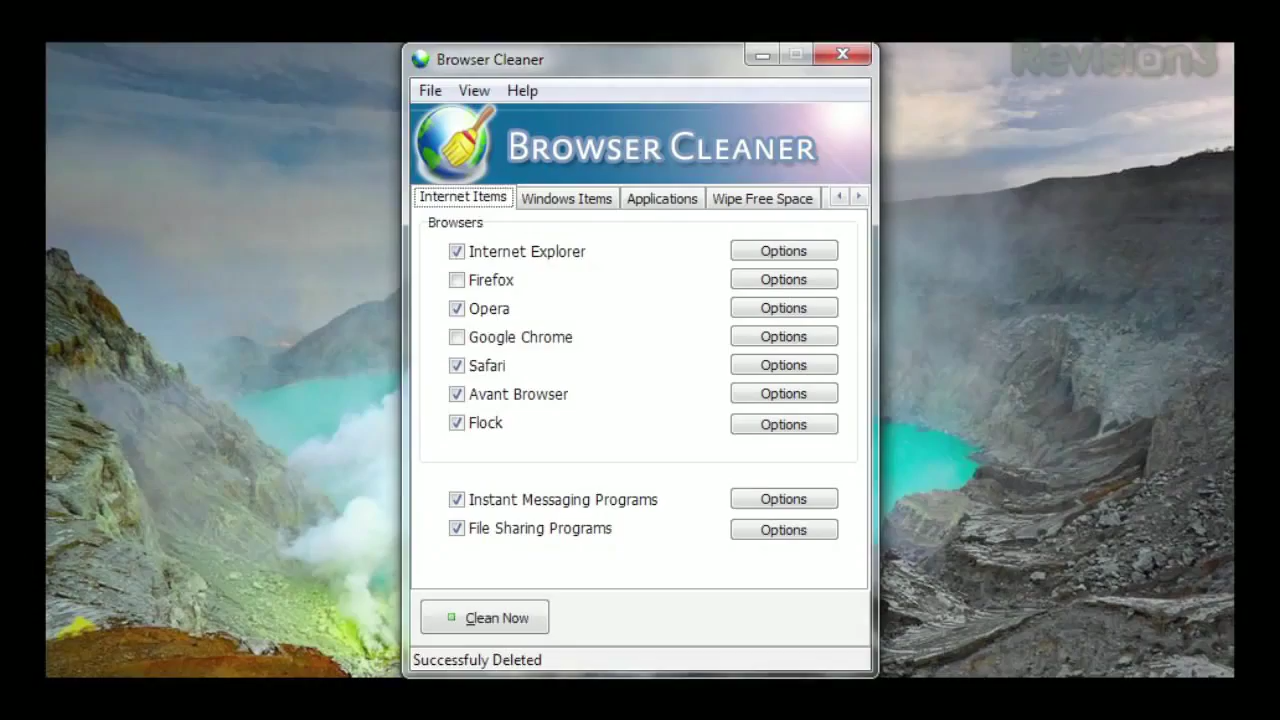 Browser Cleaner
Revision3
File View Help
BROWSER CLEANER
Internet Items Windows Items Applications Wipe Free Space
Browsers
Internet Explorer Options
Firefox Options
Opera Options
Google Chrome Options
Safari Options
Avant Browser Options
Flock Options
Instant Messaging Programs Options
File Sharing Programs Options
Clean Now
Successfuly Deleted